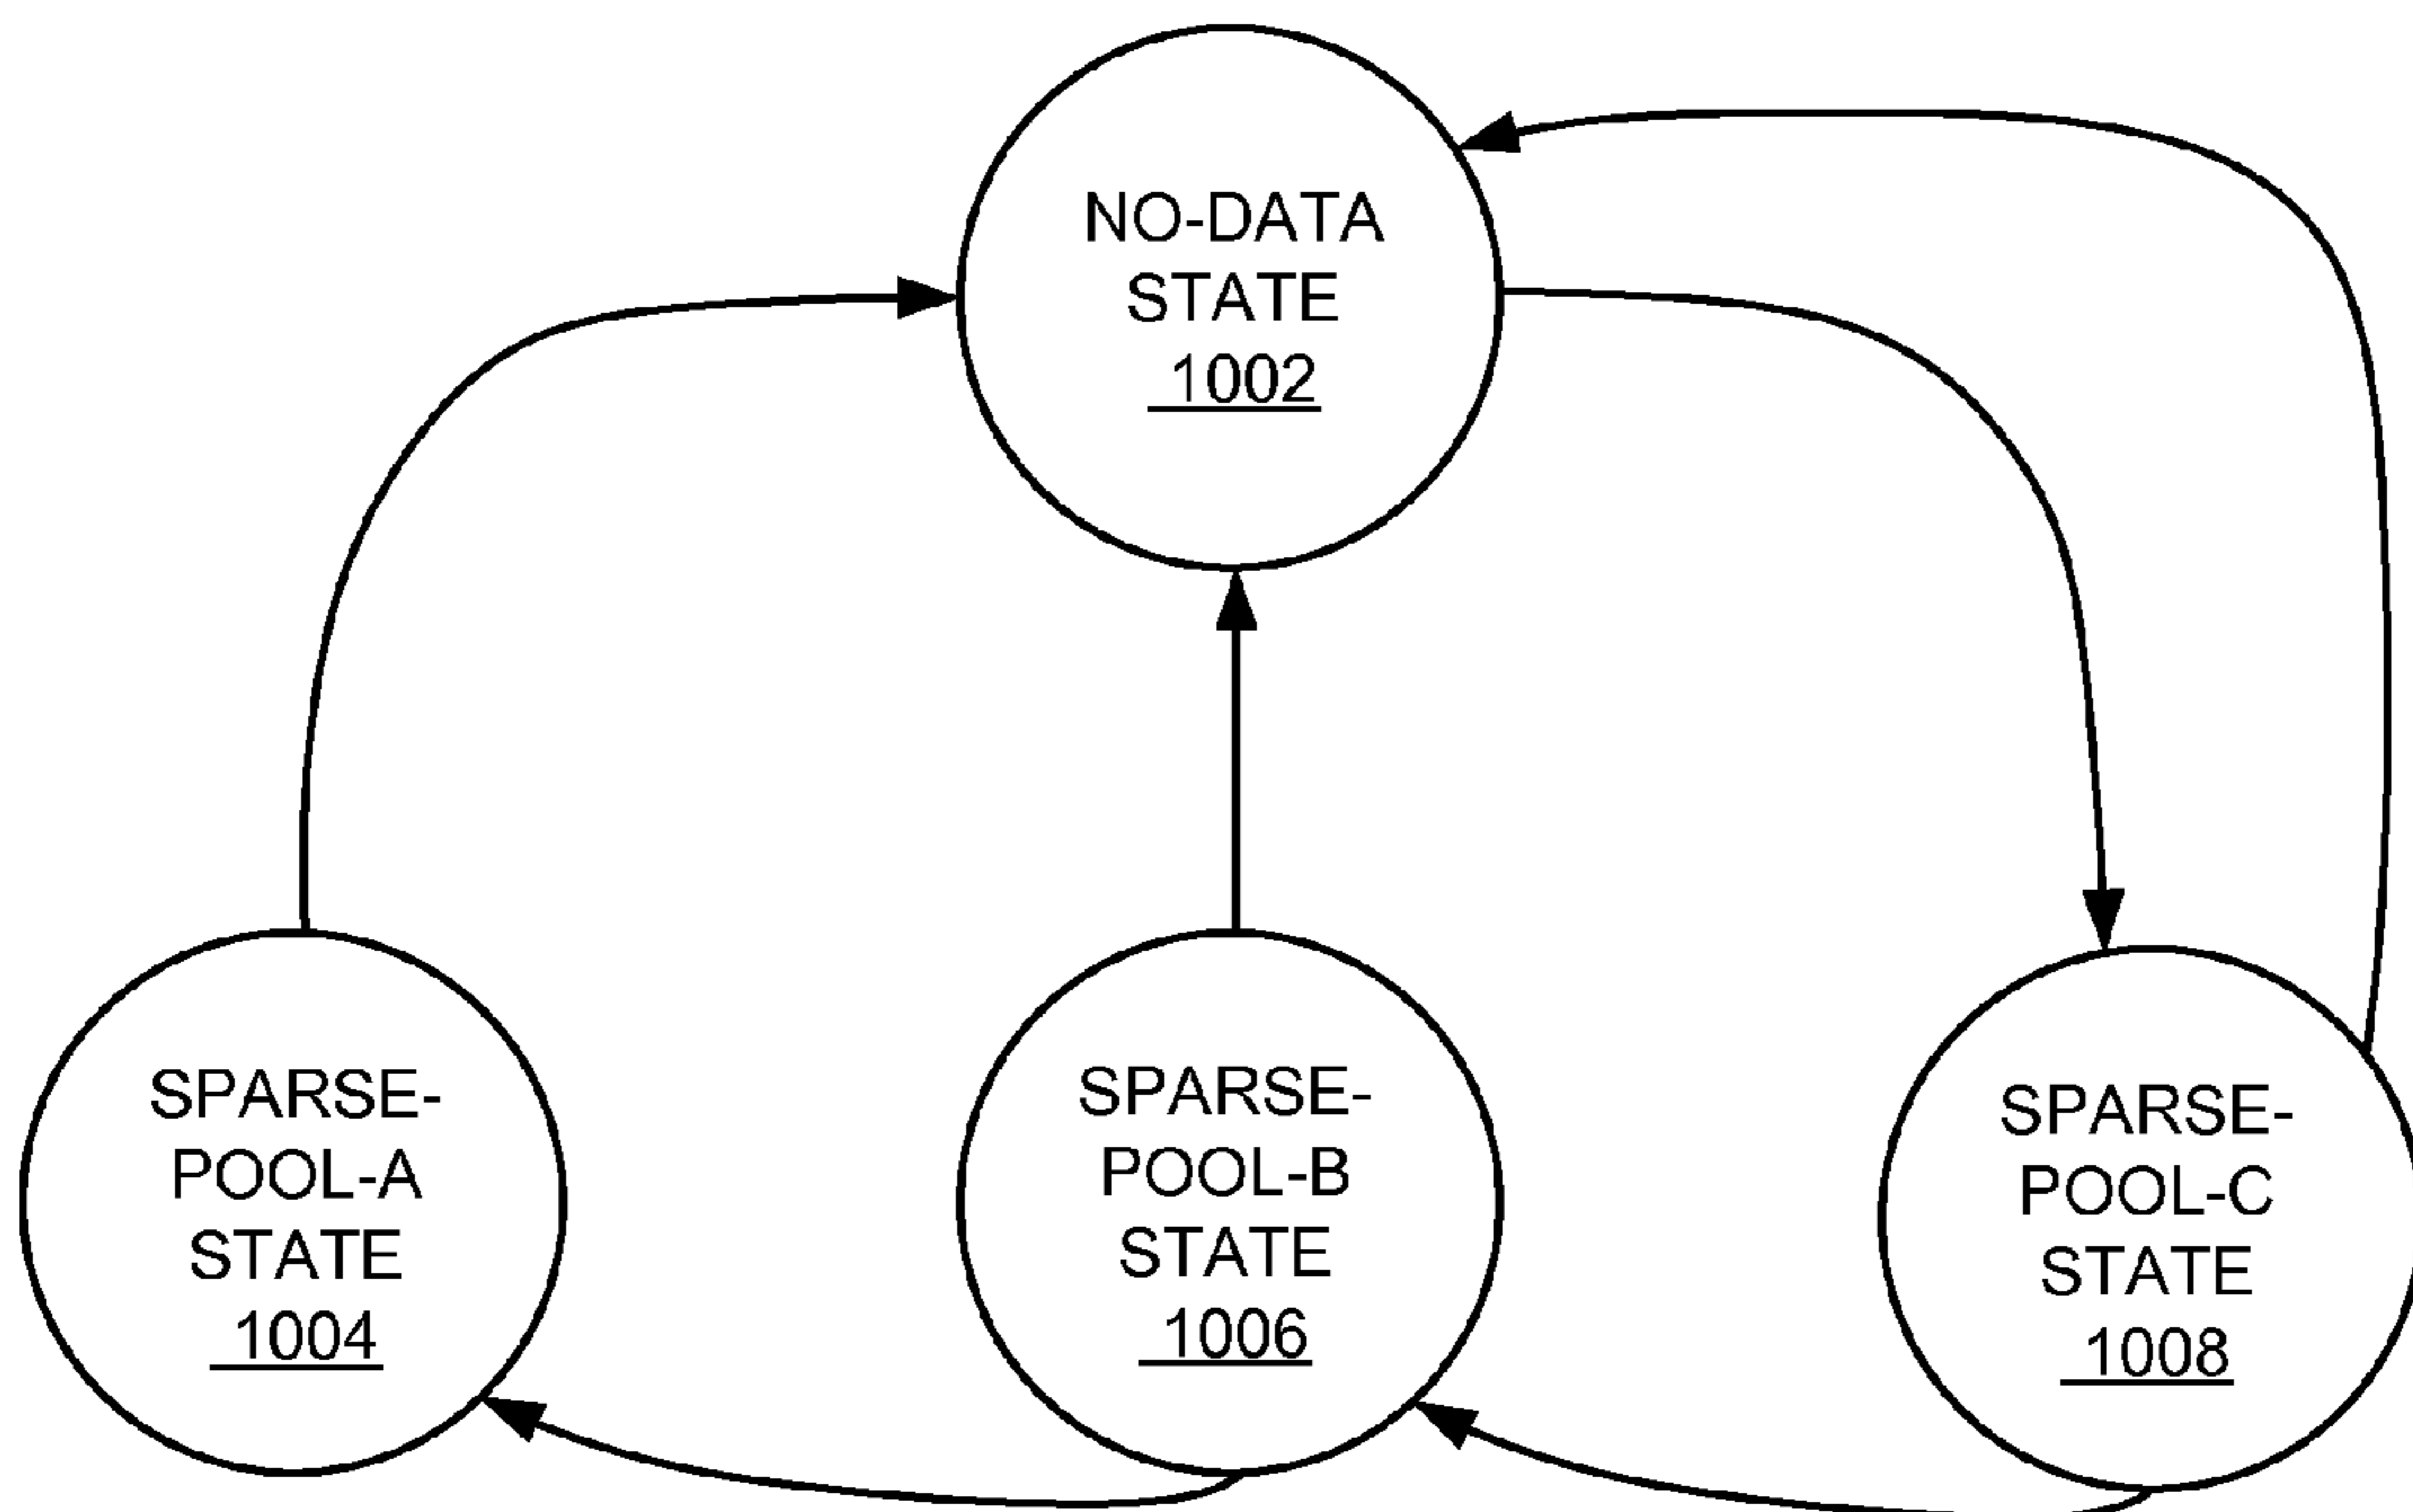 NO-DATA
STATE
1002
SPARSE-
POOL-A
STATE
1004
SPARSE-
POOL-B
STATE
1006
SPARSE-
POOL-C
STATE
1008